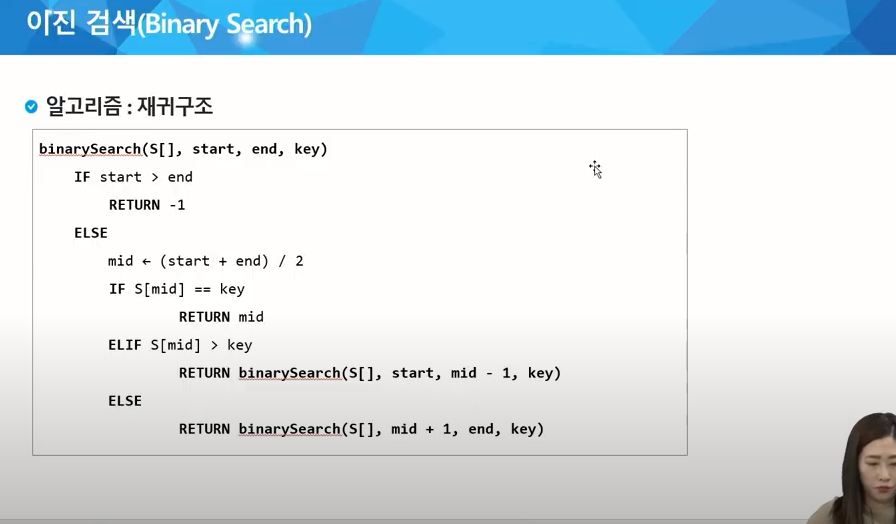 이진 검색(Binary Search)
알고리즘 : 재귀구조
binarySearch(S[], start, end, key)
IF start > end
RETURN -1
ELSE
mid ← (start + end) / 2
IF S[mid] == key
RETURN mid
ELIF S[mid] > key
RETURN binarySearch(S[], start, mid - 1, key)
ELSE
RETURN binarySearch(S[], mid + 1, end, key)